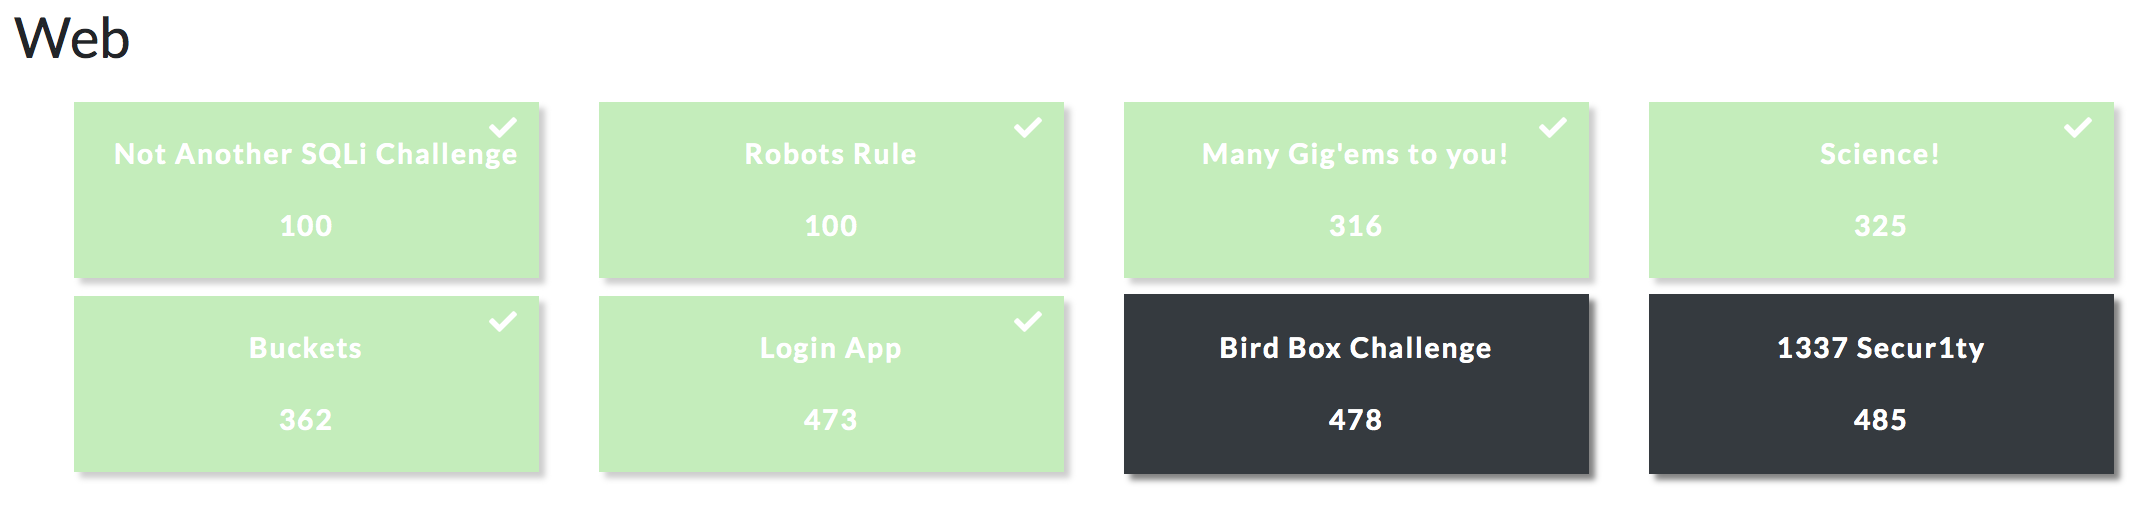 Web
Not Another SQLi Challenge
100
Robots Rule
100
Many Gig'ems to you!
316
Science!
325
Buckets
362
Login App
473
Bird Box Challenge
478
1337 Secur1ty
485